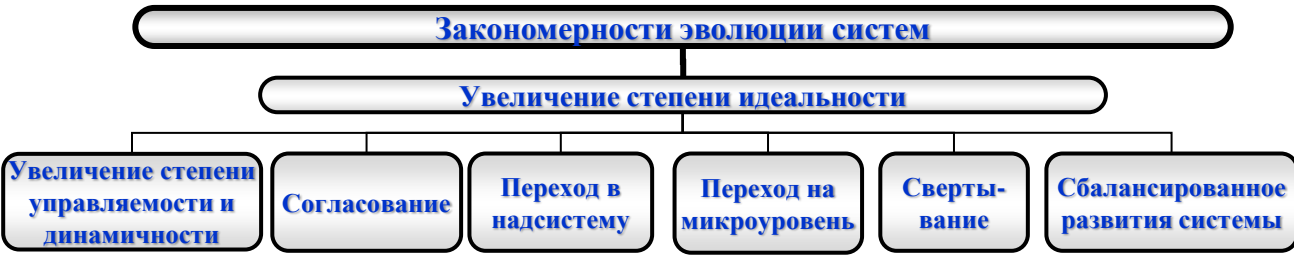 Закономерности эволюции систем
Увеличение степени идеальности
Увеличение степени
управляемости и
динамичности
Согласование
Переход в
надсистему
Переход на
микроуровень
Сверты-
вание
Сбалансированное
развития системы